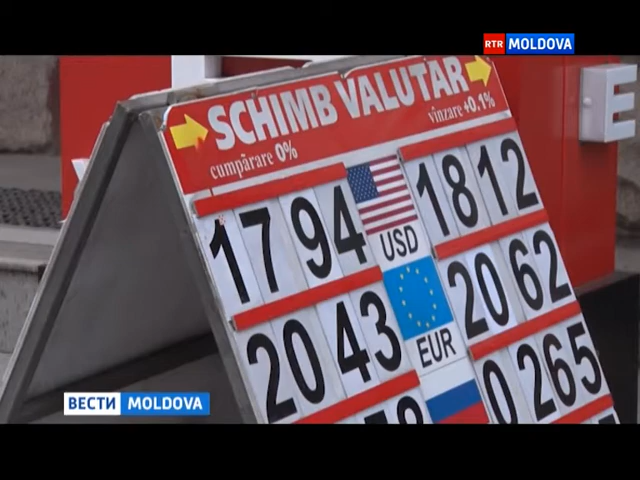 RTR MOLDOVA
SCHIMB VALUTAR
cumpărare 0% vînzare +0.1%
17 94 USD 18 12
20 43 EUR 20 62
0 265
E
ВЕСТИ MOLDOVA